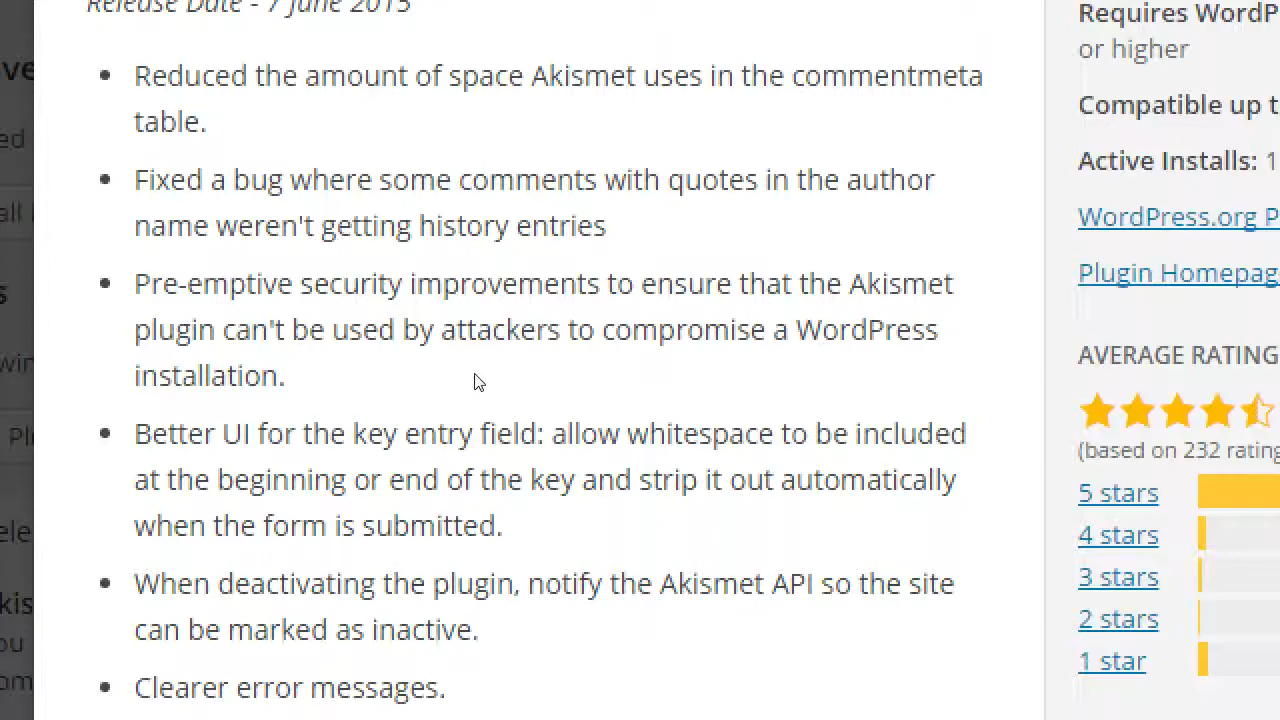 Release Date - 7 June 2015
Reduced the amount of space Akismet uses in the commentmeta
table.
Fixed a bug where some comments with quotes in the author
name weren't getting history entries
Pre-emptive security improvements to ensure that the Akismet
plugin can't be used by attackers to compromise a WordPress
installation.
Better UI for the key entry field: allow whitespace to be included
at the beginning or end of the key and strip it out automatically
when the form is submitted.
When deactivating the plugin, notify the Akismet API so the site
can be marked as inactive.
Clearer error messages.
Requires WordP
or higher
Compatible up t
Active Installs: 1
WordPress.org P
Plugin Homepag
AVERAGE RATING
(based on 232 rating
5 stars
4 stars
3 stars
2 stars
1 star